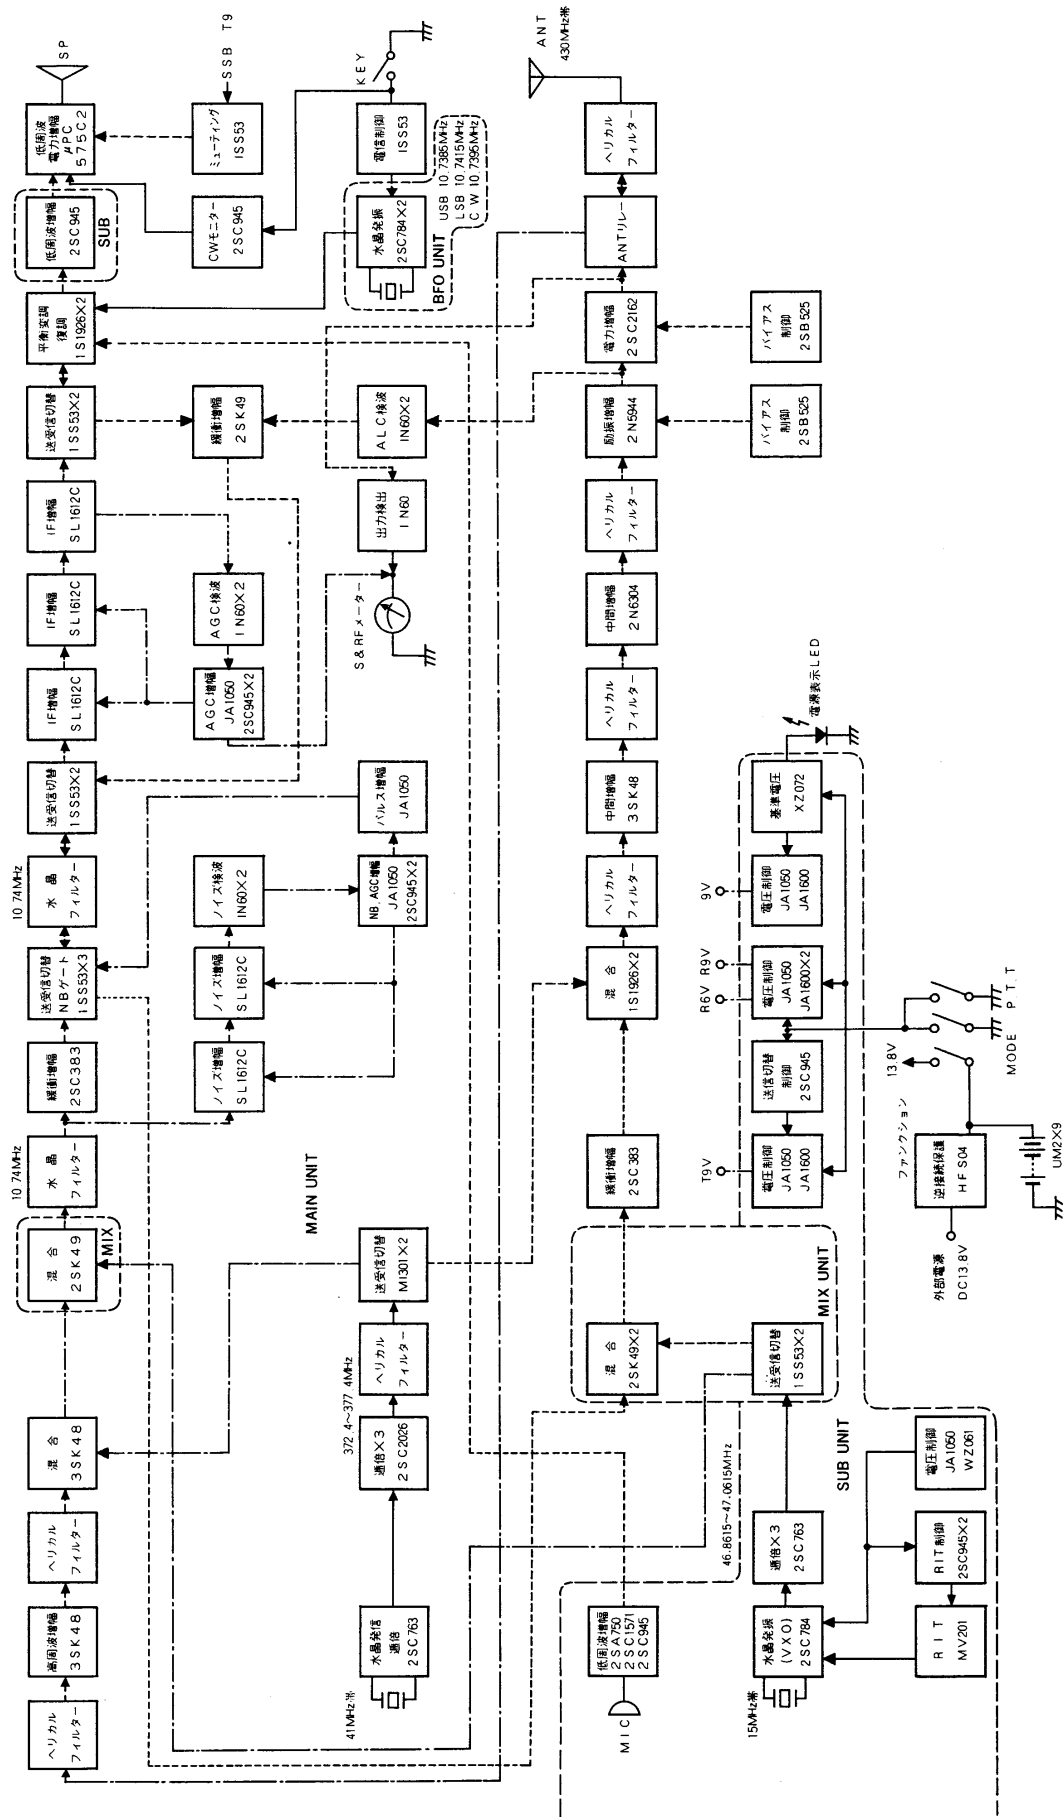 ヘリカル
フィルター
高周波増幅
3SK48
ヘリカル
フィルター
混 合
3SK48
混 合
2SK49
MIX
10.74MHz
水 晶
フィルター
緩衝増幅
2SC383
送受信切替
NBゲート
1SS53×3
10.74MHz
水 晶
フィルター
送受信切替
1SS53×2
IF増幅
SL1612C
IF増幅
SL1612C
IF増幅
SL1612C
送受信切替
1SS53×2
平衡変調
復調
1S1926×2
低周波増幅
2SC945
SUB
低周波
電力増幅
μPC
575C2
SP
ノイズ増幅
SL1612C
ノイズ増幅
SL1612C
ノイズ検波
IN60×2
AGC増幅
JA1050
2SC945×2
AGC検波
IN60×2
緩衝増幅
2SK49
CWモニター
2SC945
ミューティング
ISS53
SSB T9
MAIN UNIT
41MHz帯
水晶発信
逓倍
2SC763
逓倍×3
2SC2026
372.4〜377.4MHz
ヘリカル
フィルター
送受信切替
MI301×2
NB,AGC増幅
JA1050
2SC945×2
パルス増幅
JA1050
S&RFメーター
出力検出
IN60
ALC検波
IN60×2
水晶発振
2SC784×2
BFO UNIT
USB 10.7385MHz
LSB 10.7415MHz
CW 10.7395MHz
電信制御
ISS53
KEY
MIC
低周波増幅
2SA750
2SC1571
2SC945
混 合
2SK49×2
緩衝増幅
2SC383
混 合
1S1926×2
ヘリカル
フィルター
中間増幅
3SK48
ヘリカル
フィルター
中間増幅
2N6304
ヘリカル
フィルター
励振増幅
2N5944
電力増幅
2SC2162
ANTリレー
ヘリカル
フィルター
ANT
430MHz帯
46.8615〜47.0615MHz
15MHz帯
水晶発振
(VXO)
2SC784
逓倍×3
2SC763
送受信切替
1SS53×2
MIX UNIT
SUB UNIT
T9V
電圧制御
JA1050
JA1600
送信切替
制御
2SC945
R6V R9V
電圧制御
JA1050
JA1600×2
9V
電圧制御
JA1050
JA1600
基準電圧
XZ072
電源表示LED
バイアス
制御
2SB525
バイアス
制御
2SB525
RIT
MV201
RIT制御
2SC945×2
電圧制御
JA1050
WZ061
外部電源
DC13.8V
逆接続保護
HFS04
ファンクション
13.8V
MODE
P.T.T
UM2×9